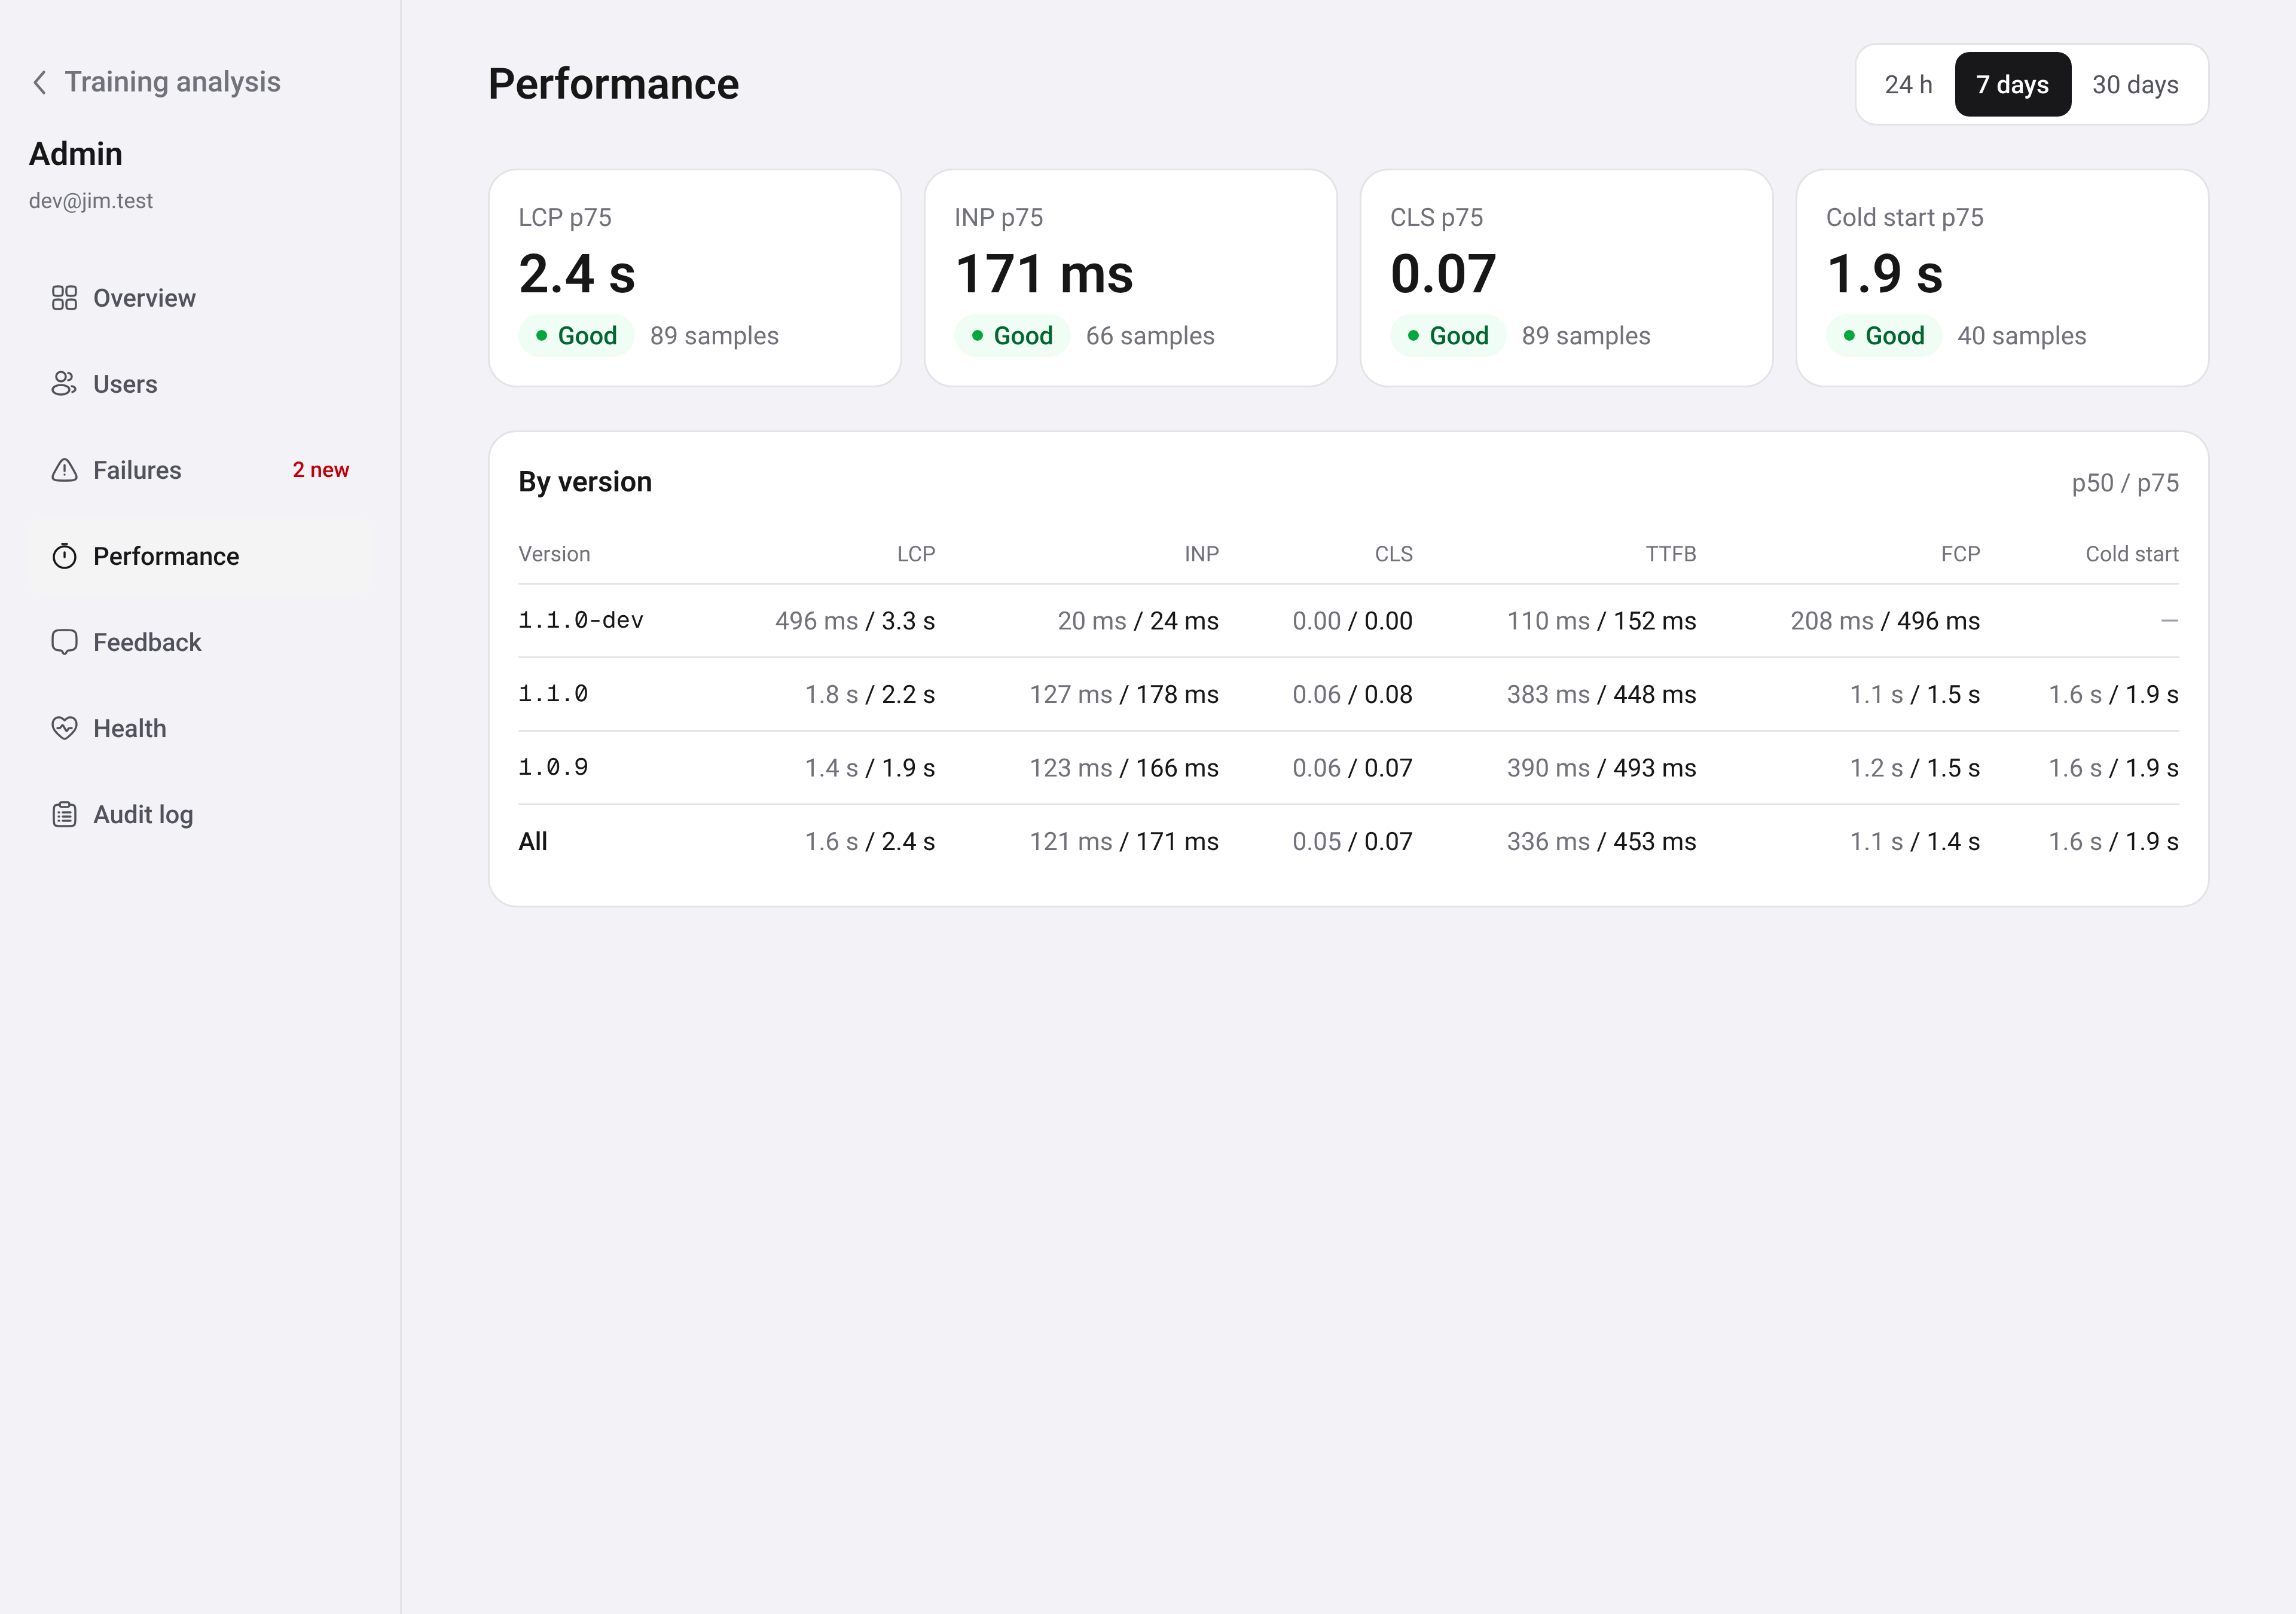 Training analysis
Admin
dev@jim.test
Overview
Users
Failures 2 new
Performance
Feedback
Health
Audit log
Performance
24 h 7 days 30 days
LCP p75
2.4 s
Good 89 samples
INP p75
171 ms
Good 66 samples
CLS p75
0.07
Good 89 samples
Cold start p75
1.9 s
Good 40 samples
By version p50 / p75
Version LCP INP CLS TTFB FCP Cold start
1.1.0-dev 496 ms / 3.3 s 20 ms / 24 ms 0.00 / 0.00 110 ms / 152 ms 208 ms / 496 ms —
1.1.0 1.8 s / 2.2 s 127 ms / 178 ms 0.06 / 0.08 383 ms / 448 ms 1.1 s / 1.5 s 1.6 s / 1.9 s
1.0.9 1.4 s / 1.9 s 123 ms / 166 ms 0.06 / 0.07 390 ms / 493 ms 1.2 s / 1.5 s 1.6 s / 1.9 s
All 1.6 s / 2.4 s 121 ms / 171 ms 0.05 / 0.07 336 ms / 453 ms 1.1 s / 1.4 s 1.6 s / 1.9 s